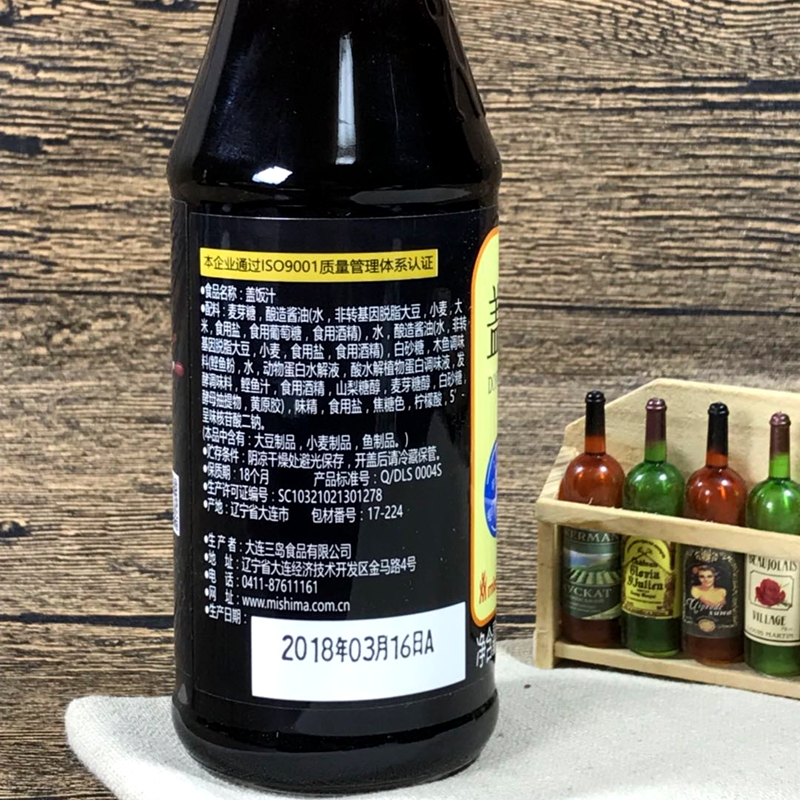 本企业通过ISO9001质量管理体系认证
•食品名称：盖饭汁
•配料：麦芽糖，酿造酱油(水，非转基因脱脂大豆，小麦，大
米，食用盐，食用葡萄糖，食用酒精)，水，酿造酱油(水，非转
基因脱脂大豆，小麦，食用盐，食用酒精)，白砂糖，木鱼调味
料(鲣鱼粉，水，动物蛋白水解液，酸水解植物蛋白调味液，发
酵调味料，鲣鱼汁，食用酒精，山梨糖醇，麦芽糖醇，白砂糖，
酵母抽提物，黄原胶)，味精，食用盐，焦糖色，柠檬酸，5'-
呈味核苷酸二钠。
(本品中含有：大豆制品，小麦制品，鱼制品。)
•贮存条件：阴凉干燥处避光保存，开盖后请冷藏保管。
•保质期：18个月 产品标准号：Q/DLS 0004S
•生产许可证编号：SC10321021301278
•产地：辽宁省大连市 包材番号：17-224
•生产者：大连三岛食品有限公司
•地 址：辽宁省大连经济技术开发区金马路4号
•电 话：0411-87611161
•网 址：www.mishima.com.cn
•生产日期：
2018年03月16日A
盖
DO
净含
ERMAN
YCKAT
Gloria
St Julien
BEAUJOLAIS
VILLAGE
LOUIS MARTIN